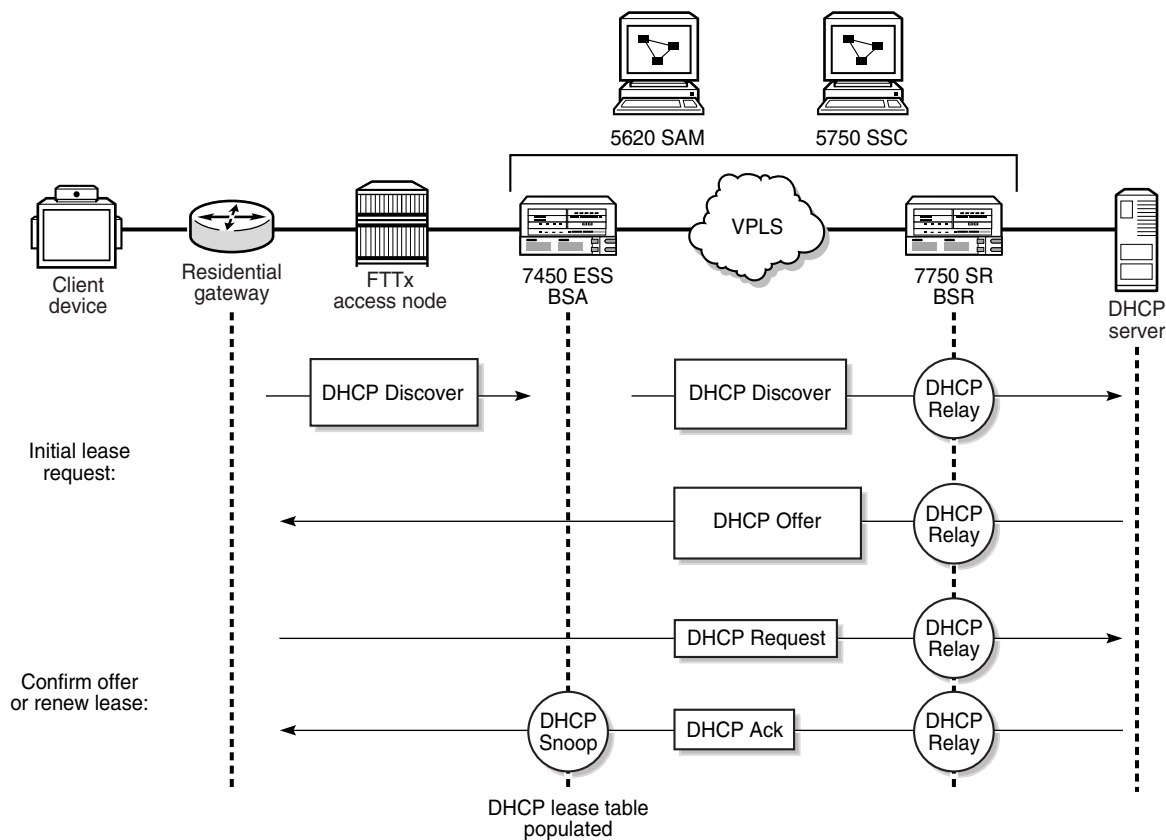 5620 SAM
5750 SSC
VPLS
Client
device
Residential
gateway
FTTx
access node
7450 ESS
BSA
7750 SR
BSR
DHCP
server
DHCP Discover
DHCP Discover
DHCP
Relay
Initial lease
request:
DHCP Offer
DHCP
Relay
DHCP Request
DHCP
Relay
Confirm offer
or renew lease:
DHCP
Snoop
DHCP Ack
DHCP
Relay
DHCP lease table
populated